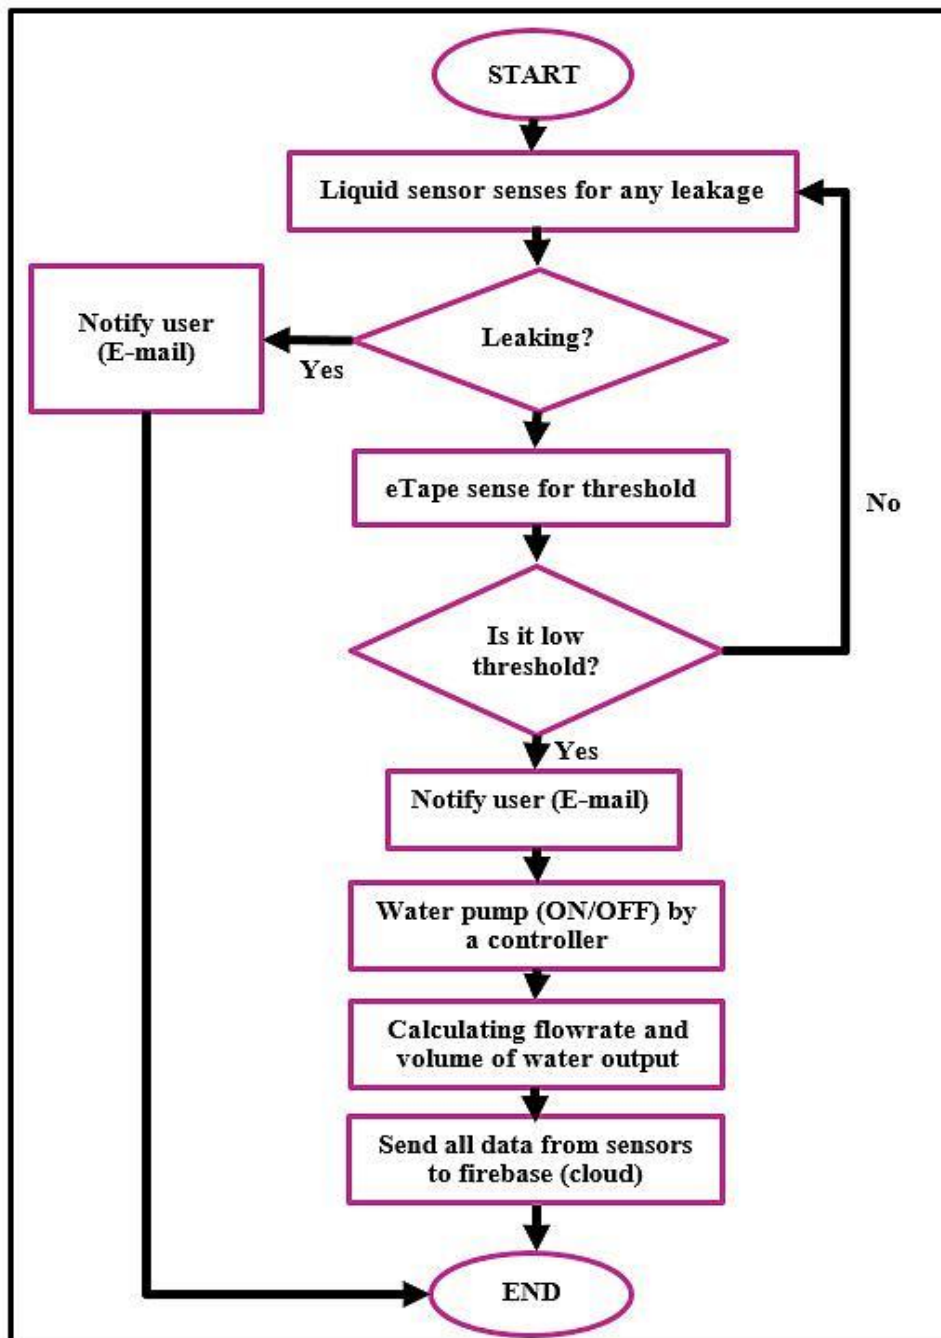 START
Liquid sensor senses for any leakage
Leaking?
Yes
Notify user
(E-mail)
eTape sense for threshold
No
Is it low
threshold?
Yes
Notify user (E-mail)
Water pump (ON/OFF) by
a controller
Calculating flowrate and
volume of water output
Send all data from sensors
to firebase (cloud)
END